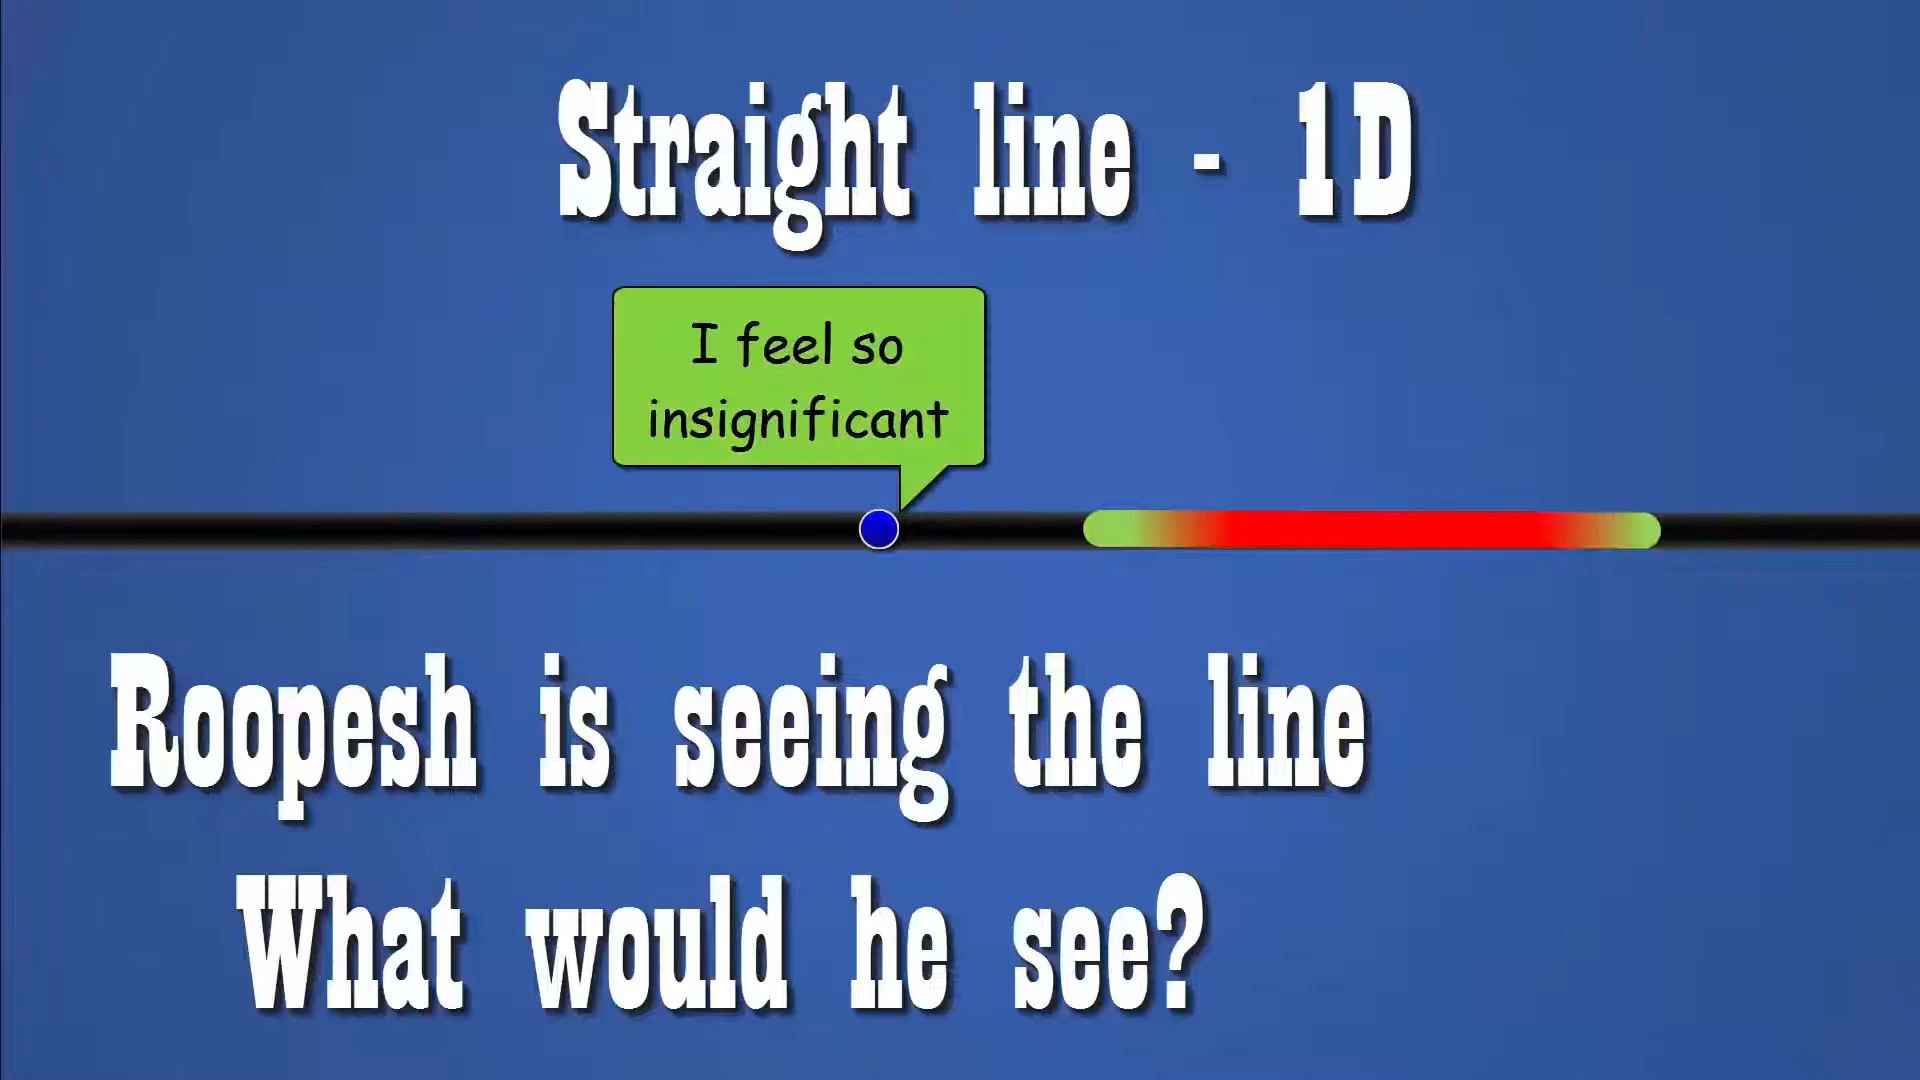 Straight line - 1D
I feel so
insignificant
Roopesh is seeing the line
What would he see?